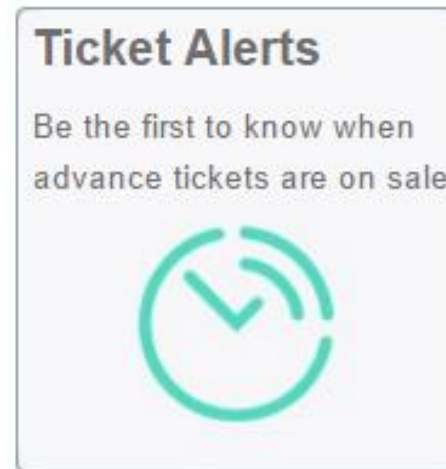 Ticket Alerts
Be the first to know when
advance tickets are on sale